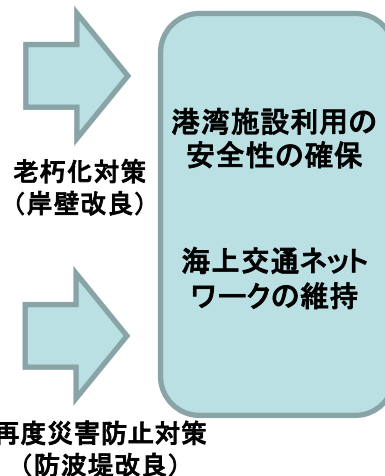 老朽化対策
（岸壁改良）
港湾施設利用の
安全性の確保
海上交通ネット
ワークの維持
再度災害防止対策
（防波堤改良）